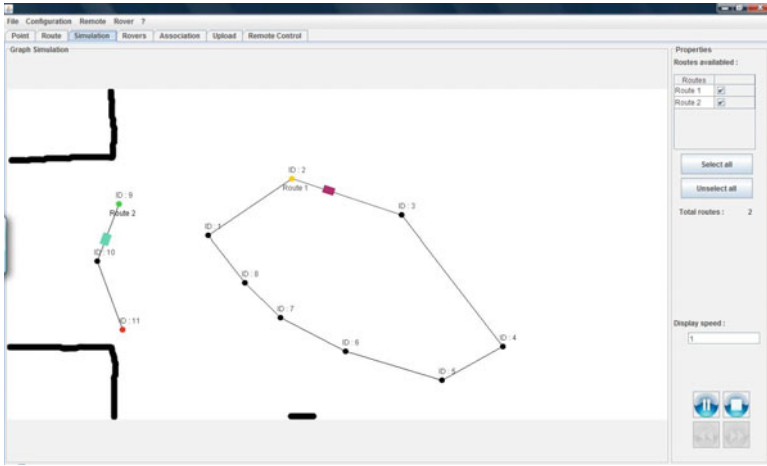 File Configuration Remote Rover ?
Point Route Simulation Rovers Association Upload Remote Control
Graph Simulation
Properties
Routes availabled :
Routes
Route 1
Route 2
Select all
Unselect all
Total routes : 2
Display speed :
1
ID : 2
Route 1
ID : 3
ID : 9
Route 2
ID : 1
ID : 10
ID : 8
ID : 7
ID : 11
ID : 6
ID : 4
ID : 5